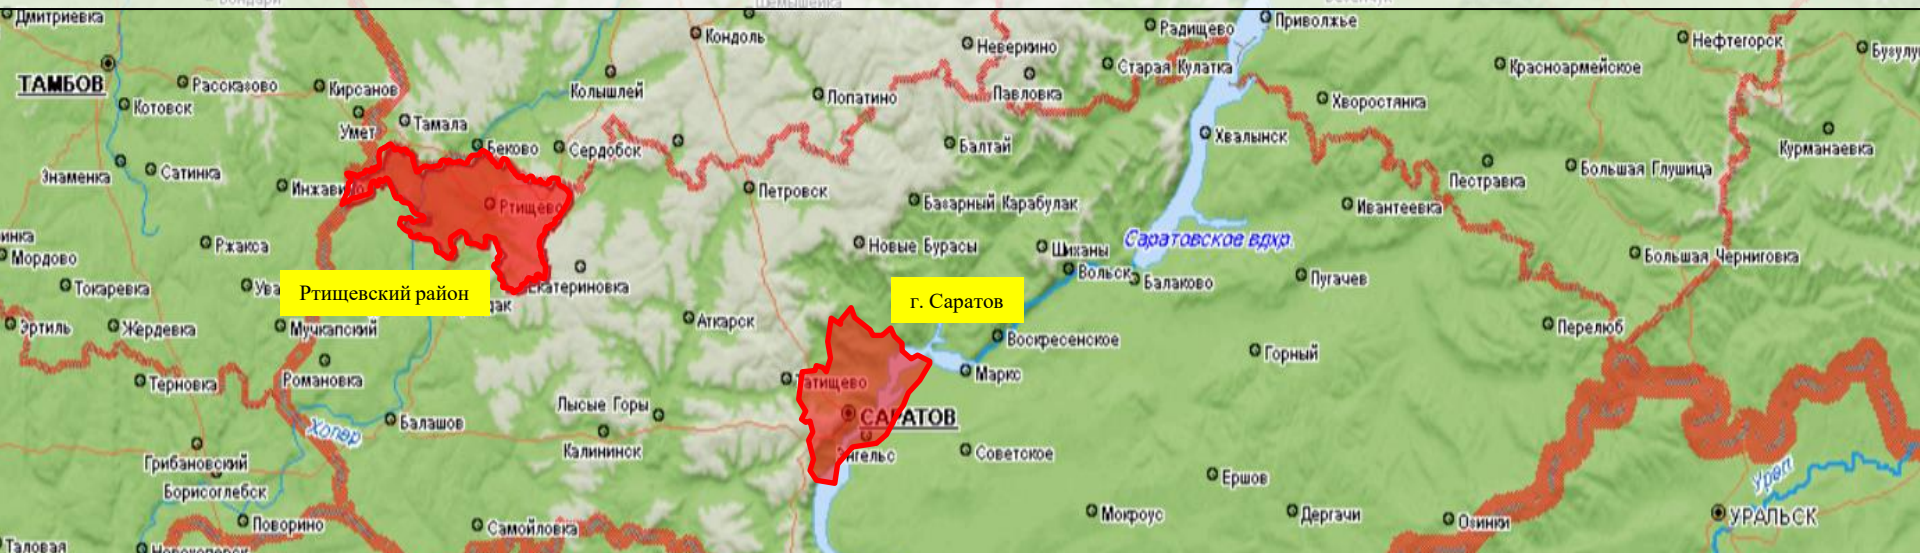 Дмитриевка
Кондоль
Неверкино
Радищево
Приволжье
Нефтегорск
ТАМБОВ
Рассказово
Кирсанов
Колышлей
Старая Кулатка
Красноармейское
Котовск
Лопатино
Павловка
Хворостянка
Умет
Тамала
Беково
Сердобск
Балтай
Хвалынск
Курманаевка
Знаменка
Сатинка
Пестравка
Большая Глушица
Ртищево
Петровск
Базарный Карабулак
Ивантеевка
Ржакса
Новые Бурасы
Шиханы
Саратовское вдхр.
Мордово
Вольск
Большая Черниговка
Токаревка
Екатериновка
Балаково
Пугачев
Ртищевский район
г. Саратов
Эртиль
Жердевка
Мучкапский
Аткарск
Воскресенское
Перелюб
Горный
Терновка
Романовка
Татищево
Маркс
Лысые Горы
САРАТОВ
Хопер
Балашов
Калининск
Энгельс
Советское
Грибановский
Борисоглебск
Ершов
Урал
Поворино
Самойловка
Мокроус
Дергачи
Озинки
УРАЛЬСК
Таловая
Новохоперск